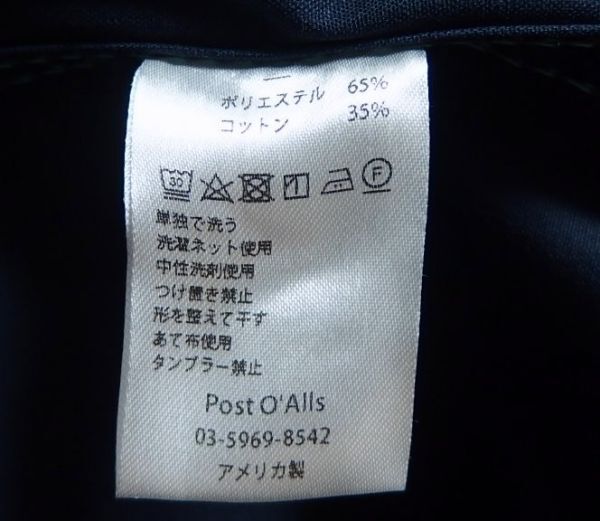 ポリエステル 65%
コットン 35%
30 F
単独で洗う
洗濯ネット使用
中性洗剤使用
つけ置き禁止
形を整えて干す
あて布使用
タンブラー禁止
Post O'Alls
03-5969-8542
アメリカ製